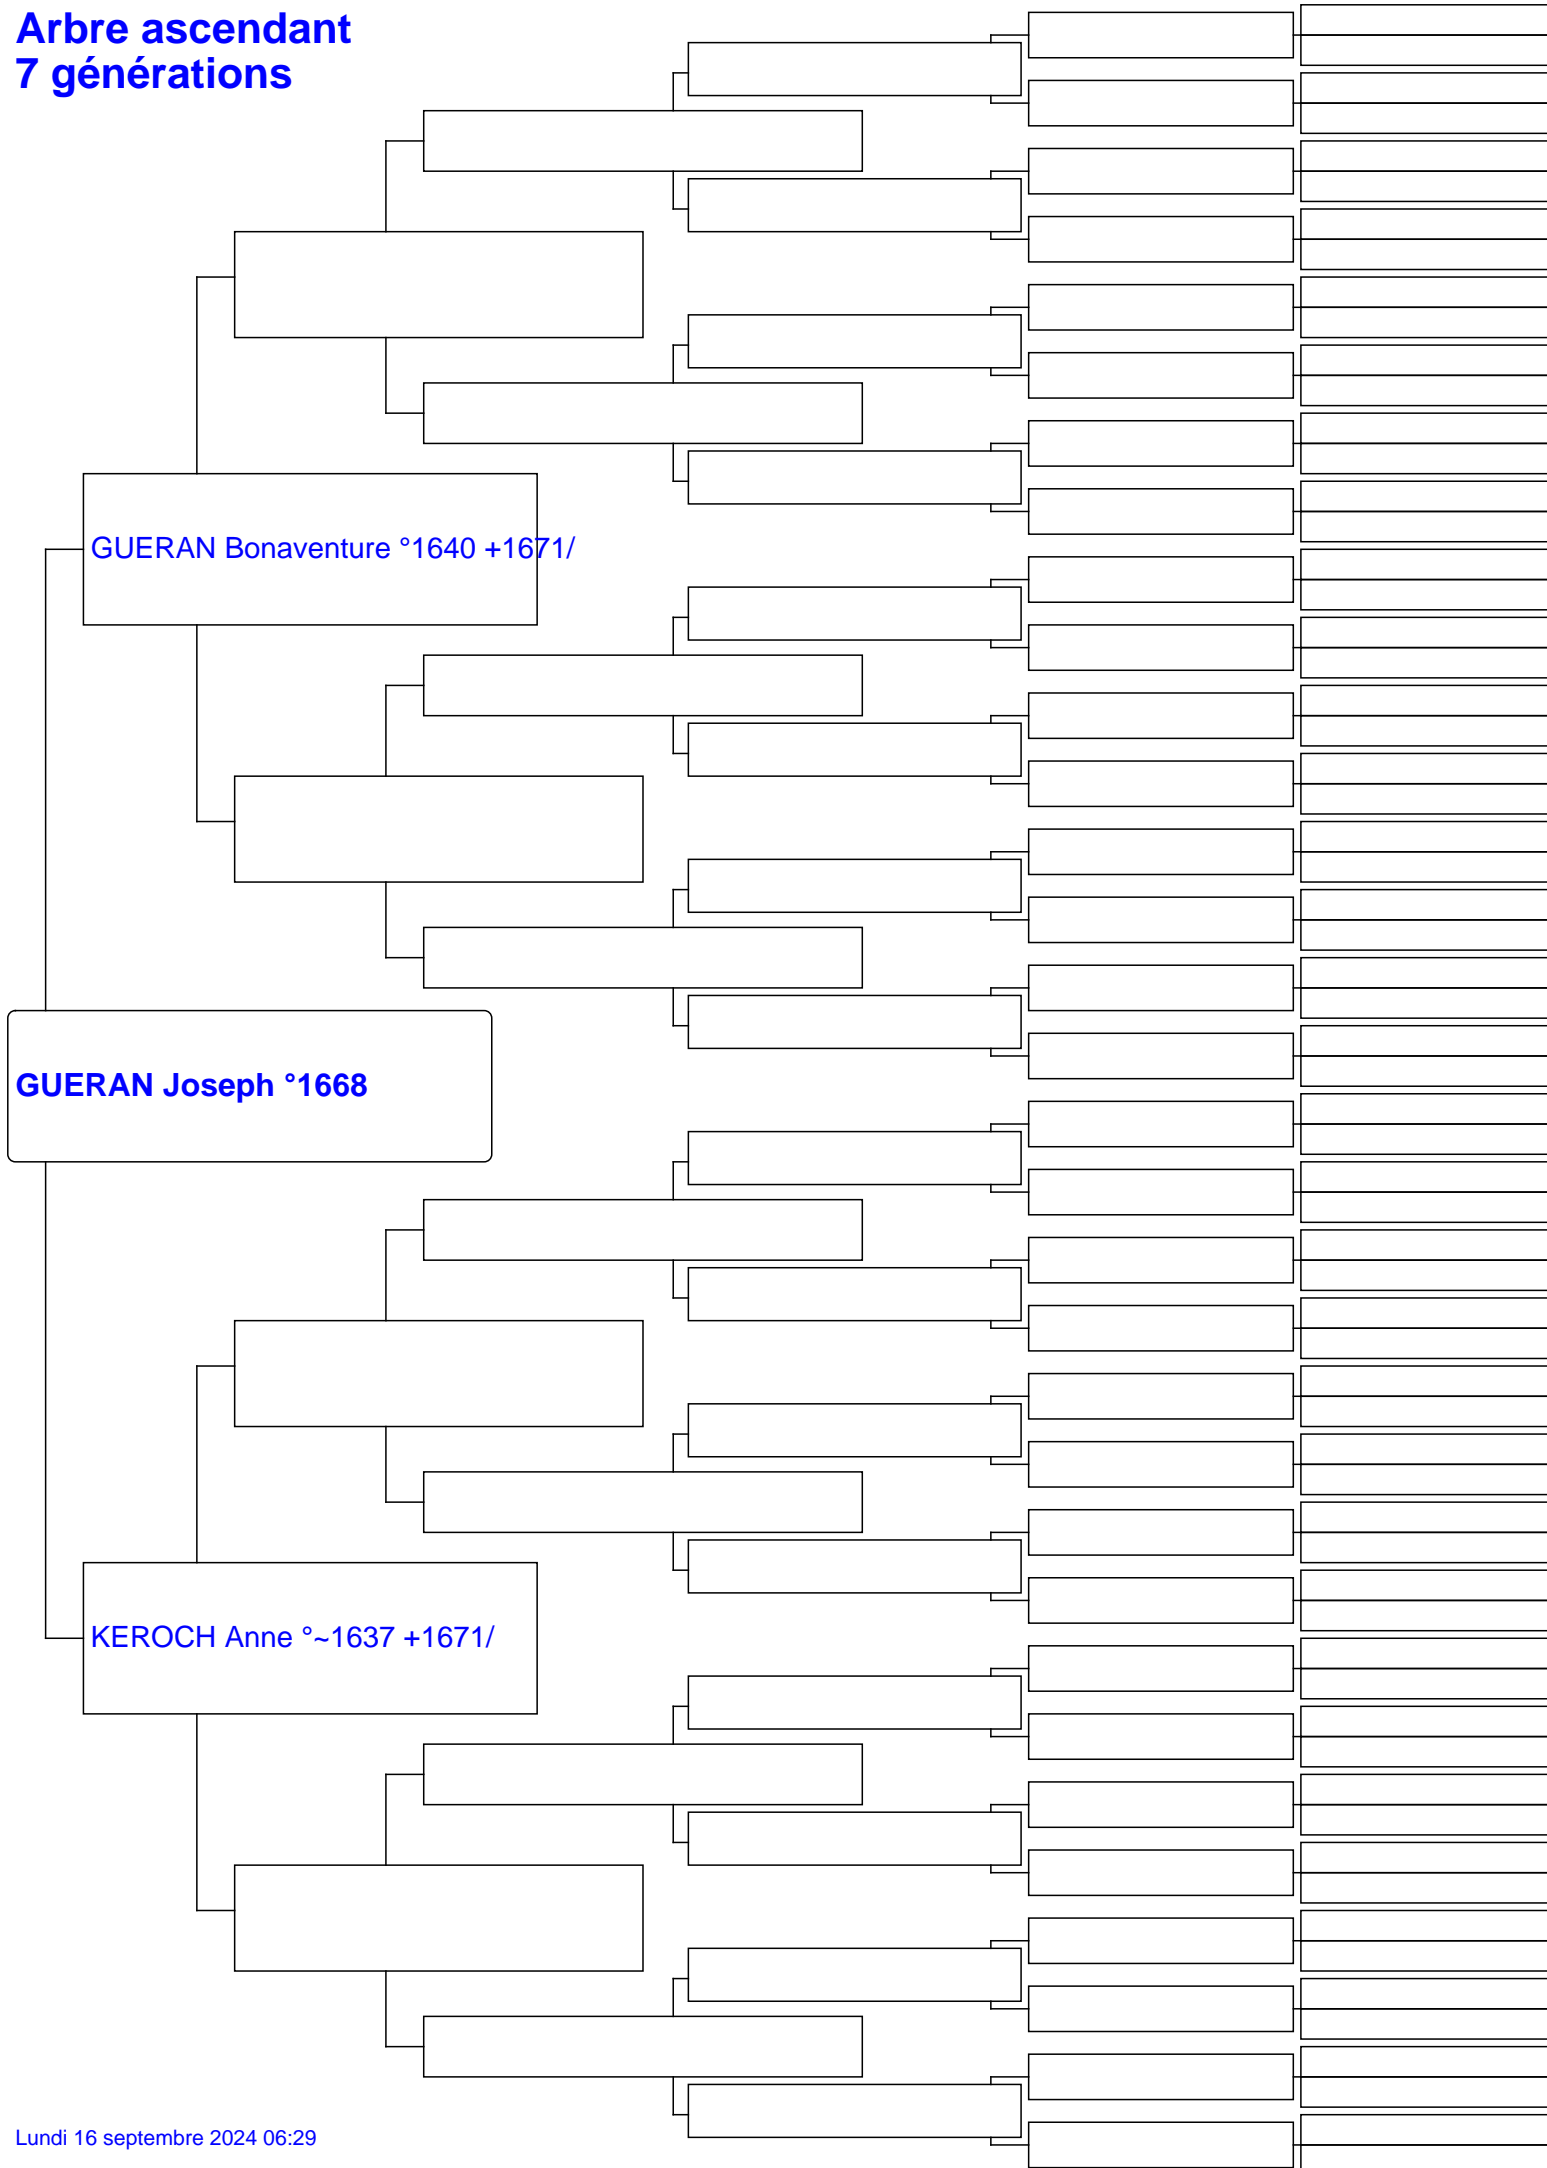 Arbre ascendant
7 générations
GUERAN Bonaventure °1640 +1671/
GUERAN Joseph °1668
KEROCH Anne °~1637 +1671/
Lundi 16 septembre 2024 06:29